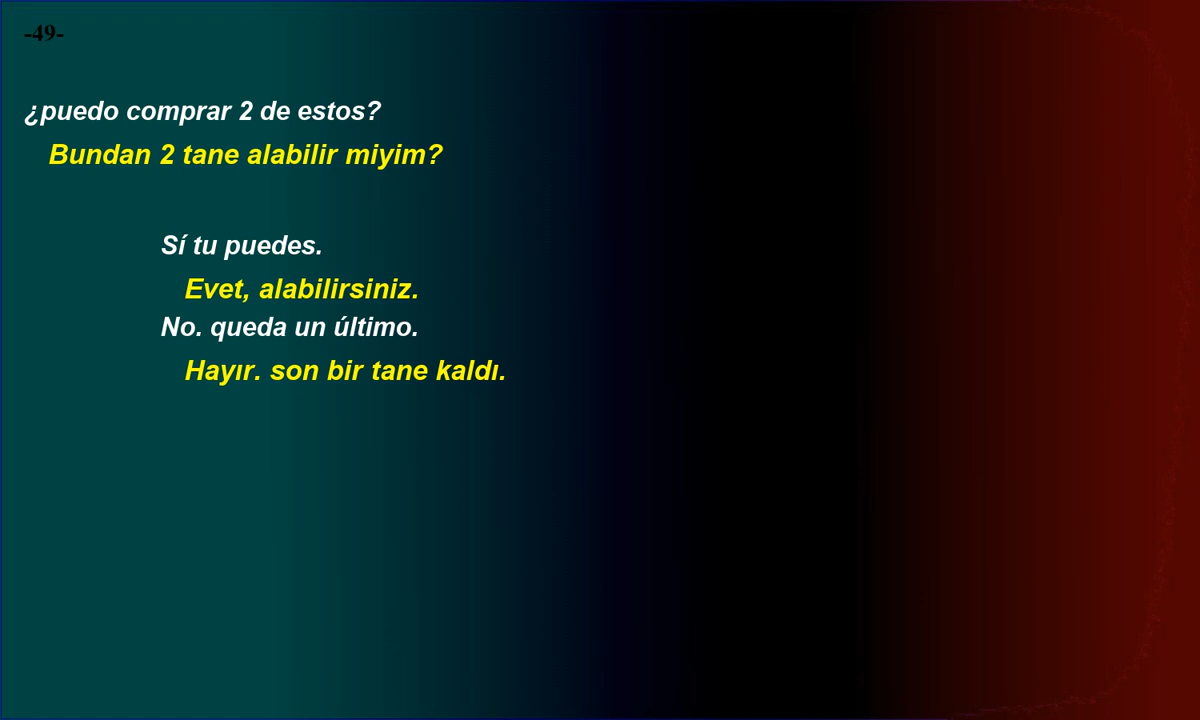 -49-
¿puedo comprar 2 de estos?
Bundan 2 tane alabilir miyim?
Sí tu puedes.
Evet, alabilirsiniz.
No. queda un último.
Hayır. son bir tane kaldı.